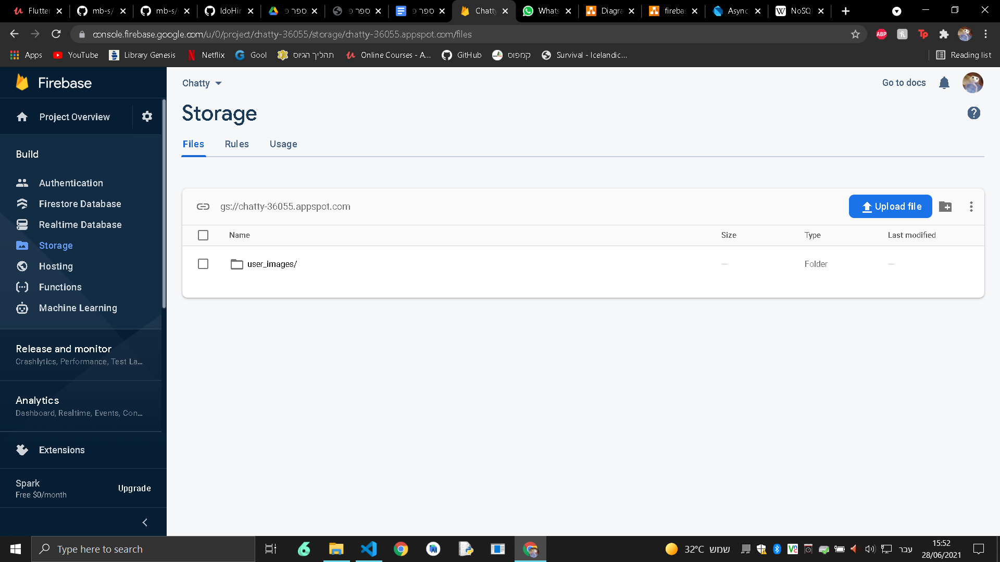 Flutter
mb-s/
mb-s/
IdoHir
ספר פ
ספר פ
ספר פ
Chatty
Whats
Diagra
firebas
Async
NoSQ
console.firebase.google.com/u/0/project/chatty-36055/storage/chatty-36055.appspot.com/files
ABP
Apps
YouTube
Library Genesis
Netflix
Gool
תהליך הגיוס
Online Courses - A...
GitHub
קמפוס
Survival - Icelandic...
Reading list
Firebase
Project Overview
Build
Authentication
Firestore Database
Realtime Database
Storage
Hosting
Functions
Machine Learning
Release and monitor
Crashlytics, Performance, Test La...
Analytics
Dashboard, Realtime, Events, Con...
Extensions
Spark
Free $0/month
Upgrade
Chatty
Go to docs
Storage
Files Rules Usage
gs://chatty-36055.appspot.com
Upload file
Name Size Type Last modified
user_images/ — Folder —
Type here to search
32°C שמש
עבר
15:52
28/06/2021